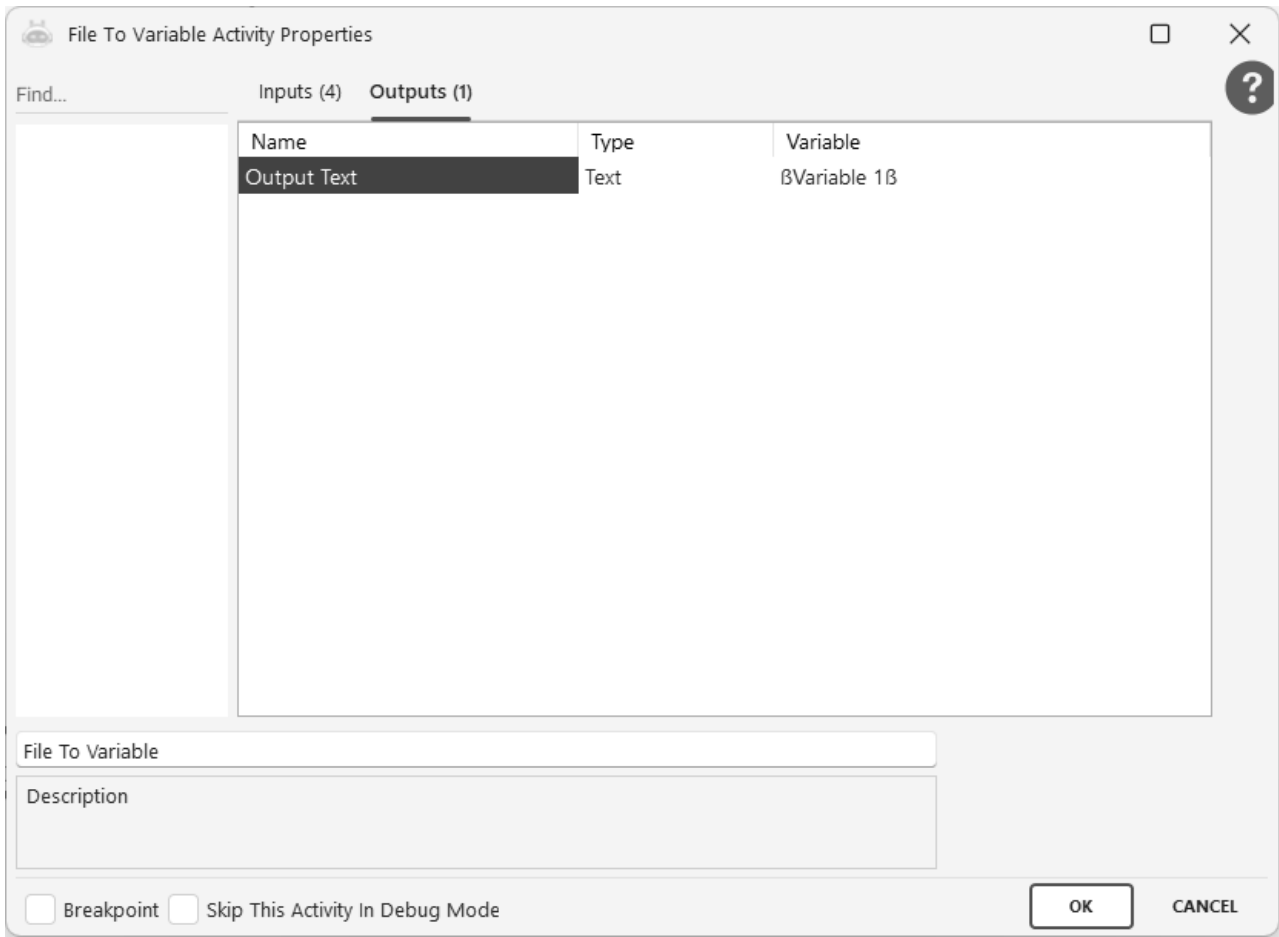 File To Variable Activity Properties
?
Find...
Inputs (4) Outputs (1)
Name Type Variable
Output Text Text ßVariable 1ß
File To Variable
Description
Breakpoint Skip This Activity In Debug Mode OK CANCEL